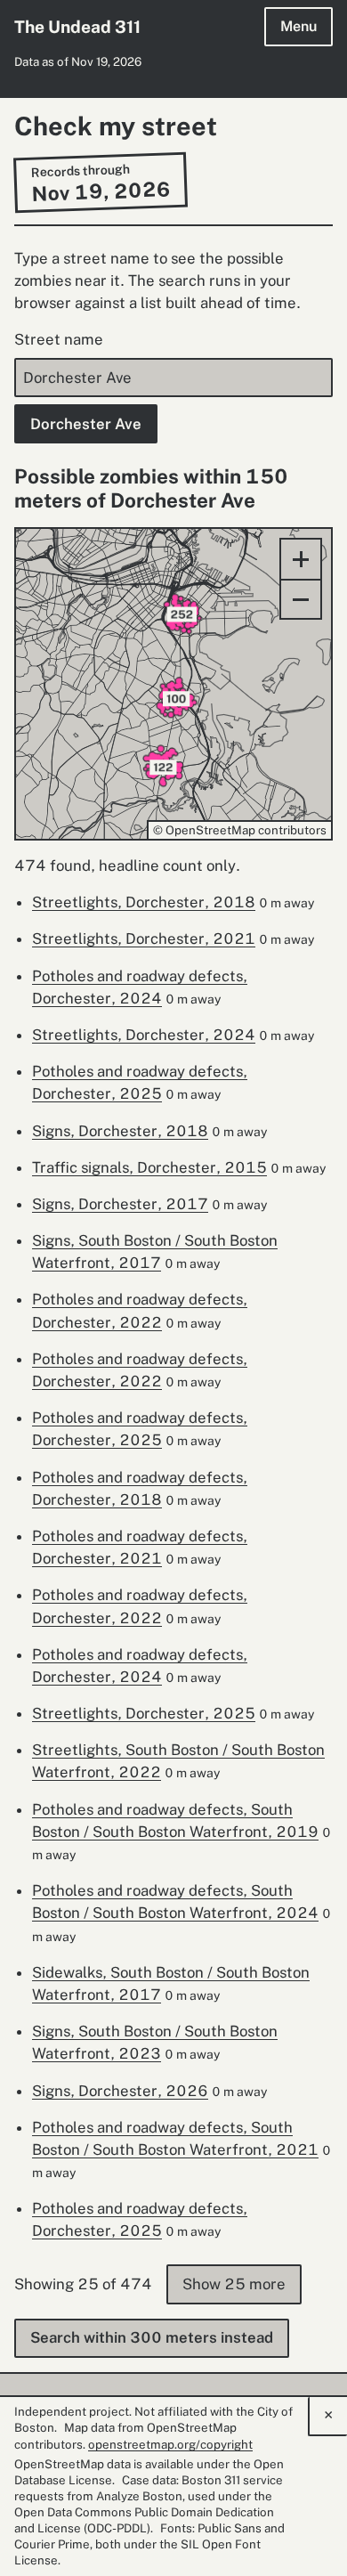 The Undead 311
Menu
Data as of Nov 19, 2026
Check my street
Records through
Nov 19, 2026
Type a street name to see the possible
zombies near it. The search runs in your
browser against a list built ahead of time.
Street name
Dorchester Ave
Dorchester Ave
Possible zombies within 150
meters of Dorchester Ave
+
−
252
100
122
© OpenStreetMap contributors
474 found, headline count only.
• Streetlights, Dorchester, 2018 0 m away
• Streetlights, Dorchester, 2021 0 m away
• Potholes and roadway defects,
Dorchester, 2024 0 m away
• Streetlights, Dorchester, 2024 0 m away
• Potholes and roadway defects,
Dorchester, 2025 0 m away
• Signs, Dorchester, 2018 0 m away
• Traffic signals, Dorchester, 2015 0 m away
• Signs, Dorchester, 2017 0 m away
• Signs, South Boston / South Boston
Waterfront, 2017 0 m away
• Potholes and roadway defects,
Dorchester, 2022 0 m away
• Potholes and roadway defects,
Dorchester, 2022 0 m away
• Potholes and roadway defects,
Dorchester, 2025 0 m away
• Potholes and roadway defects,
Dorchester, 2018 0 m away
• Potholes and roadway defects,
Dorchester, 2021 0 m away
• Potholes and roadway defects,
Dorchester, 2022 0 m away
• Potholes and roadway defects,
Dorchester, 2024 0 m away
• Streetlights, Dorchester, 2025 0 m away
• Streetlights, South Boston / South Boston
Waterfront, 2022 0 m away
• Potholes and roadway defects, South
Boston / South Boston Waterfront, 2019 0
m away
• Potholes and roadway defects, South
Boston / South Boston Waterfront, 2024 0
m away
• Sidewalks, South Boston / South Boston
Waterfront, 2017 0 m away
• Signs, South Boston / South Boston
Waterfront, 2023 0 m away
• Signs, Dorchester, 2026 0 m away
• Potholes and roadway defects, South
Boston / South Boston Waterfront, 2021 0
m away
• Potholes and roadway defects,
Dorchester, 2025 0 m away
Showing 25 of 474
Show 25 more
Search within 300 meters instead
×
Independent project. Not affiliated with the City of
Boston. Map data from OpenStreetMap
contributors. openstreetmap.org/copyright
OpenStreetMap data is available under the Open
Database License. Case data: Boston 311 service
requests from Analyze Boston, used under the
Open Data Commons Public Domain Dedication
and License (ODC-PDDL). Fonts: Public Sans and
Courier Prime, both under the SIL Open Font
License.